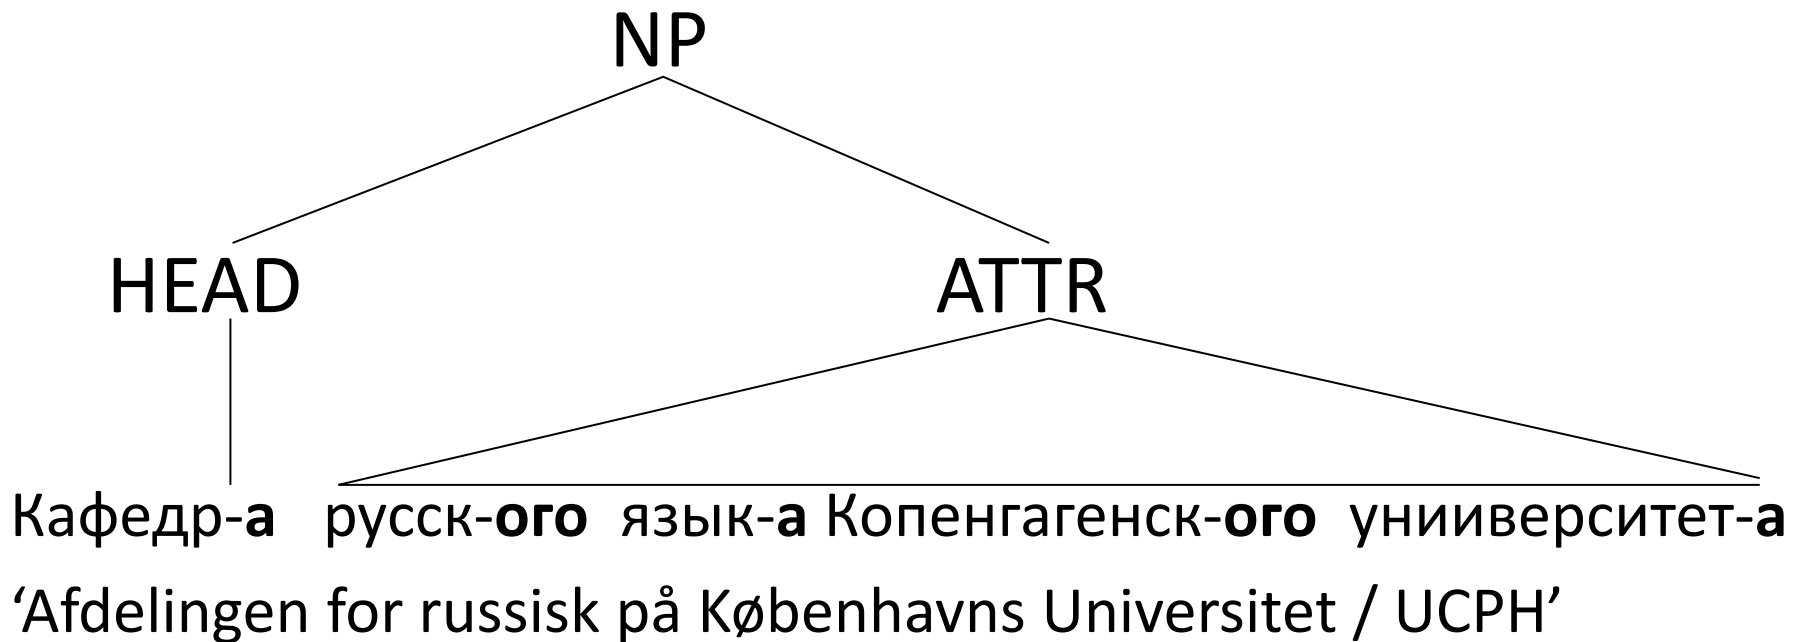 NP
HEAD ATTR
Кафедр-а русск-ого язык-а Копенгагенск-ого унииверситет-а
‘Afdelingen for russisk på Københavns Universitet / UCPH’